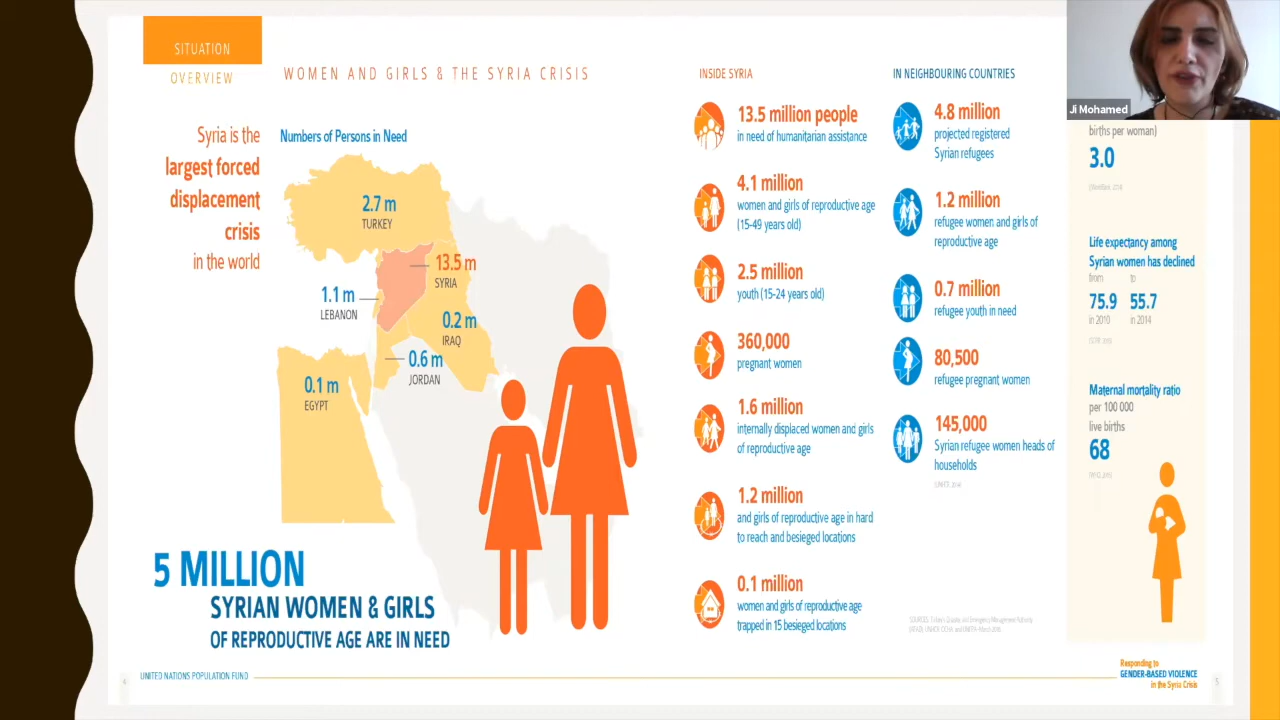 SITUATION
OVERVIEW
WOMEN AND GIRLS & THE SYRIA CRISIS
Syria is the
largest forced
displacement
crisis
in the world
Numbers of Persons in Need
2.7 m
TURKEY
13.5 m
SYRIA
1.1 m
LEBANON
0.2 m
IRAQ
0.6 m
JORDAN
0.1 m
EGYPT
5 MILLION
SYRIAN WOMEN & GIRLS
OF REPRODUCTIVE AGE ARE IN NEED
INSIDE SYRIA
13.5 million people
in need of humanitarian assistance
4.1 million
women and girls of reproductive age
(15-49 years old)
2.5 million
youth (15-24 years old)
360,000
pregnant women
1.6 million
internally displaced women and girls
of reproductive age
1.2 million
and girls of reproductive age in hard
to reach and besieged locations
0.1 million
women and girls of reproductive age
trapped in 15 besieged locations
IN NEIGHBOURING COUNTRIES
4.8 million
projected registered
Syrian refugees
1.2 million
refugee women and girls of
reproductive age
0.7 million
refugee youth in need
80,500
refugee pregnant women
145,000
Syrian refugee women heads of
households
Ji Mohamed
births per woman)
3.0
Life expectancy among
Syrian women has declined
from to
75.9 55.7
in 2010 in 2014
Maternal mortality ratio
per 100 000
live births
68
UNITED NATIONS POPULATION FUND
Responding to
GENDER-BASED VIOLENCE
in the Syria Crisis
5